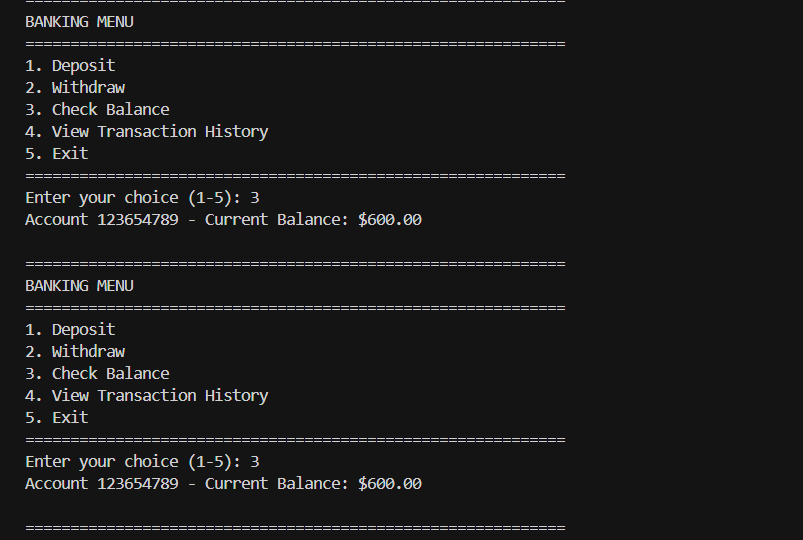 ============================================================
BANKING MENU
============================================================
1. Deposit
2. Withdraw
3. Check Balance
4. View Transaction History
5. Exit
============================================================
Enter your choice (1-5): 3
Account 123654789 - Current Balance: $600.00
============================================================
BANKING MENU
============================================================
1. Deposit
2. Withdraw
3. Check Balance
4. View Transaction History
5. Exit
============================================================
Enter your choice (1-5): 3
Account 123654789 - Current Balance: $600.00
============================================================